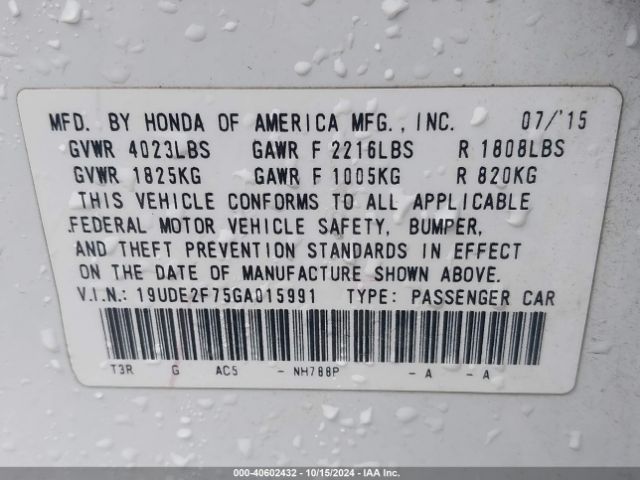 MFD. BY HONDA OF AMERICA MFG., INC. 07/'15
GVWR 4023LBS GAWR F 2216LBS R 1808LBS
GVWR 1825KG GAWR F 1005KG R 820KG
THIS VEHICLE CONFORMS TO ALL APPLICABLE
FEDERAL MOTOR VEHICLE SAFETY, BUMPER,
AND THEFT PREVENTION STANDARDS IN EFFECT
ON THE DATE OF MANUFACTURE SHOWN ABOVE.
V.I.N.: 19UDE2F75GA015991 TYPE: PASSENGER CAR
T3R G AC5 - NH788P - A - A
000-40602432 - 10/15/2024 - IAA Inc.